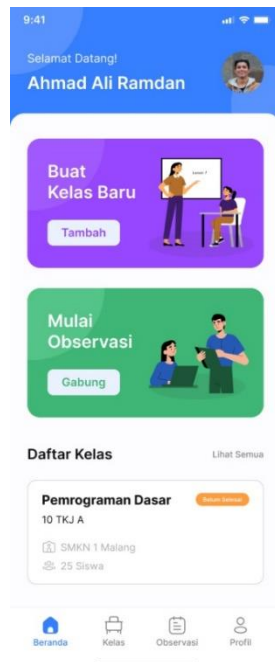 9:41
Selamat Datang!
Ahmad Ali Ramdan
Buat
Kelas Baru
Tambah
Mulai
Observasi
Gabung
Daftar Kelas
Lihat Semua
Pemrograman Dasar
Belum Selesai
10 TKJ A
SMKN 1 Malang
25 Siswa
Beranda
Kelas
Observasi
Profil